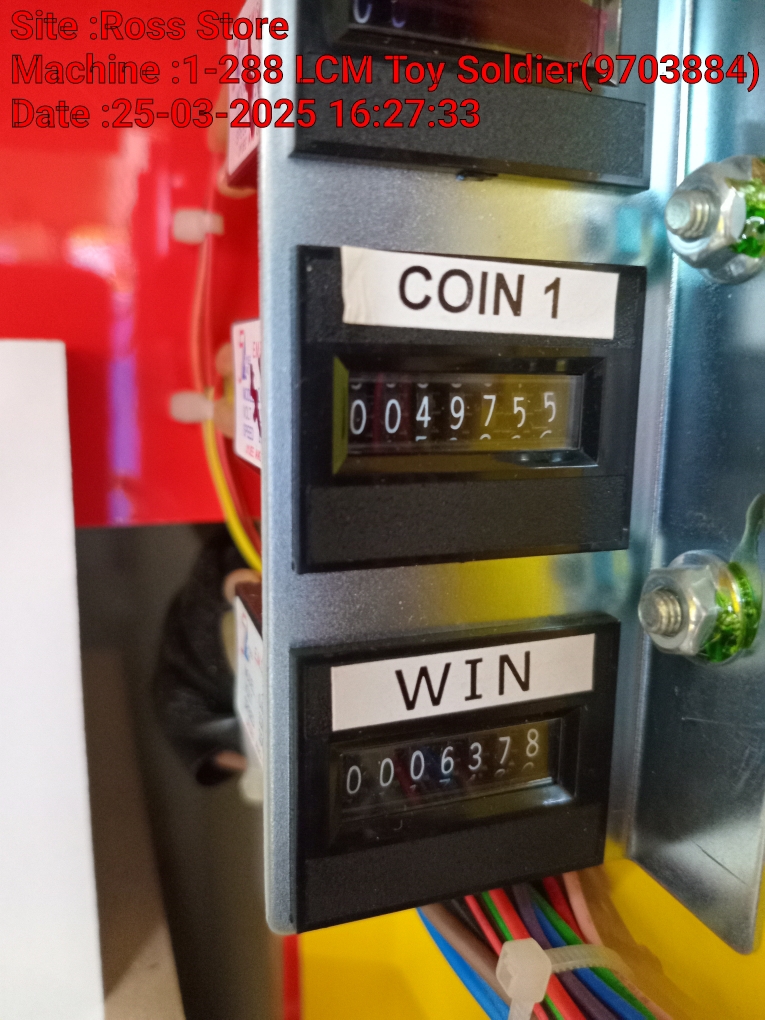 Site :Ross Store
Machine :1-288 LCM Toy Soldier(9703884)
Date :25-03-2025 16:27:33
COIN 1
0049755
WIN
0006378